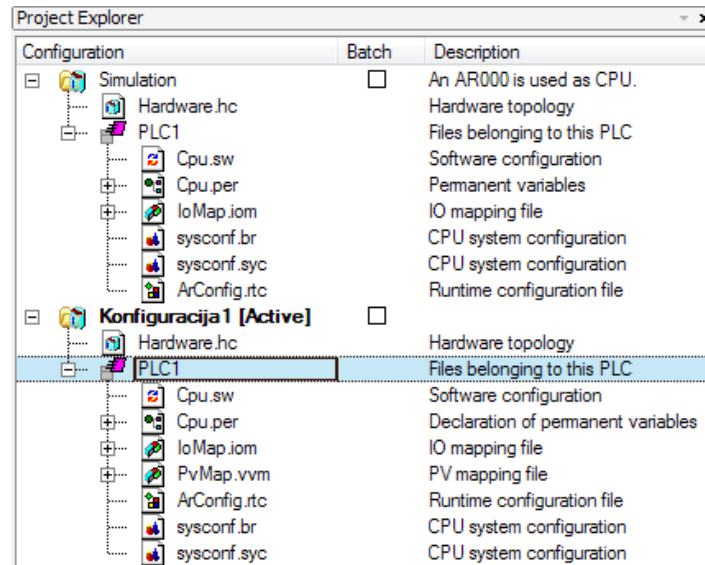 Project Explorer
Configuration Batch Description
Simulation An AR000 is used as CPU.
Hardware.hc Hardware topology
PLC1 Files belonging to this PLC
Cpu.sw Software configuration
Cpu.per Permanent variables
IoMap.iom IO mapping file
sysconf.br CPU system configuration
sysconf.syc CPU system configuration
ArConfig.rtc Runtime configuration file
Konfiguracija1 [Active]
Hardware.hc Hardware topology
PLC1 Files belonging to this PLC
Cpu.sw Software configuration
Cpu.per Declaration of permanent variables
IoMap.iom IO mapping file
PvMap.vvm PV mapping file
ArConfig.rtc Runtime configuration file
sysconf.br CPU system configuration
sysconf.syc CPU system configuration